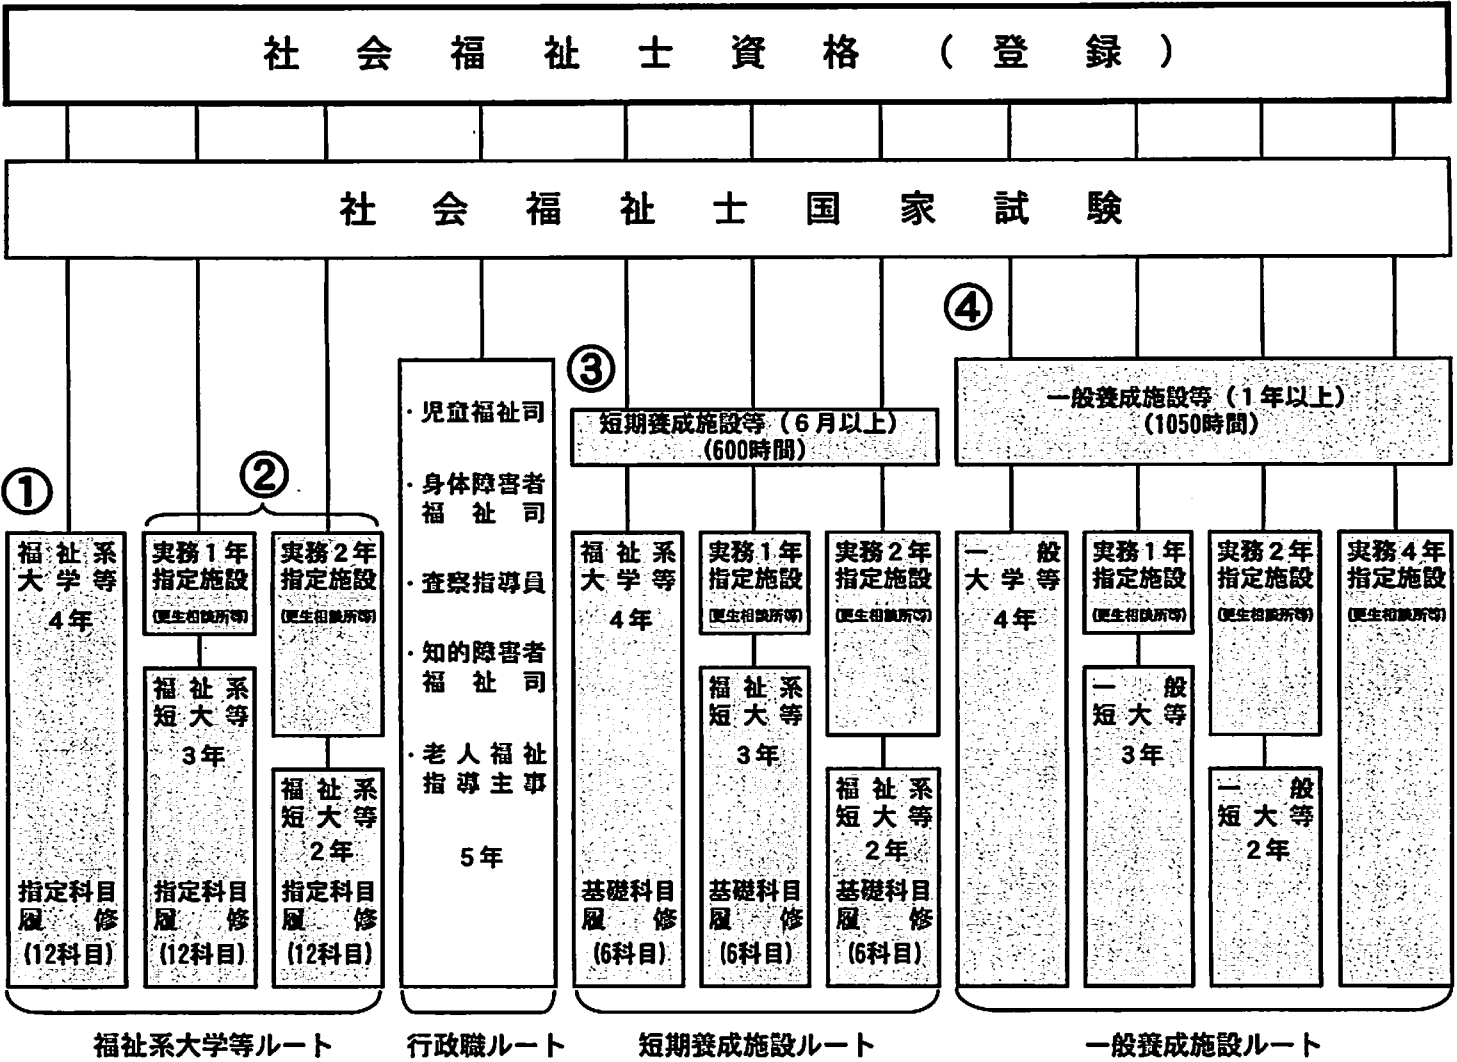 社会福祉士資格(登録)
社会福祉士国家試験
①
福祉系
大学等
4年
指定科目
履修
(12科目)
②
実務1年
指定施設
(更生相談所等)
福祉系
短大等
3年
指定科目
履修
(12科目)
実務2年
指定施設
(更生相談所等)
福祉系
短大等
2年
指定科目
履修
(12科目)
福祉系大学等ルート
・児童福祉司
・身体障害者
福祉司
・査察指導員
・知的障害者
福祉司
・老人福祉
指導主事
5年
行政職ルート
③
短期養成施設等(6月以上)
(600時間)
福祉系
大学等
4年
基礎科目
履修
(6科目)
実務1年
指定施設
(更生相談所等)
福祉系
短大等
3年
基礎科目
履修
(6科目)
実務2年
指定施設
(更生相談所等)
福祉系
短大等
2年
基礎科目
履修
(6科目)
短期養成施設ルート
④
一般養成施設等(1年以上)
(1050時間)
一般
大学等
4年
実務1年
指定施設
(更生相談所等)
一般
短大等
3年
実務2年
指定施設
(更生相談所等)
一般
短大等
2年
実務4年
指定施設
(更生相談所等)
一般養成施設ルート